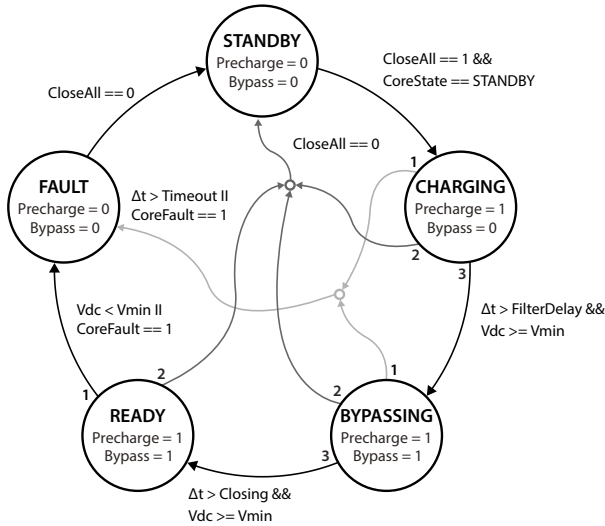 STANDBY
Precharge = 0
Bypass = 0
CloseAll == 1 &&
CoreState == STANDBY
CloseAll == 0
CloseAll == 0
1
CHARGING
Precharge = 1
Bypass = 0
2
3
FAULT
Precharge = 0
Bypass = 0
Δt > Timeout II
CoreFault == 1
Vdc < Vmin II
CoreFault == 1
Δt > FilterDelay &&
Vdc >= Vmin
1
2
READY
Precharge = 1
Bypass = 1
1
2
BYPASSING
Precharge = 1
Bypass = 1
3
Δt > Closing &&
Vdc >= Vmin